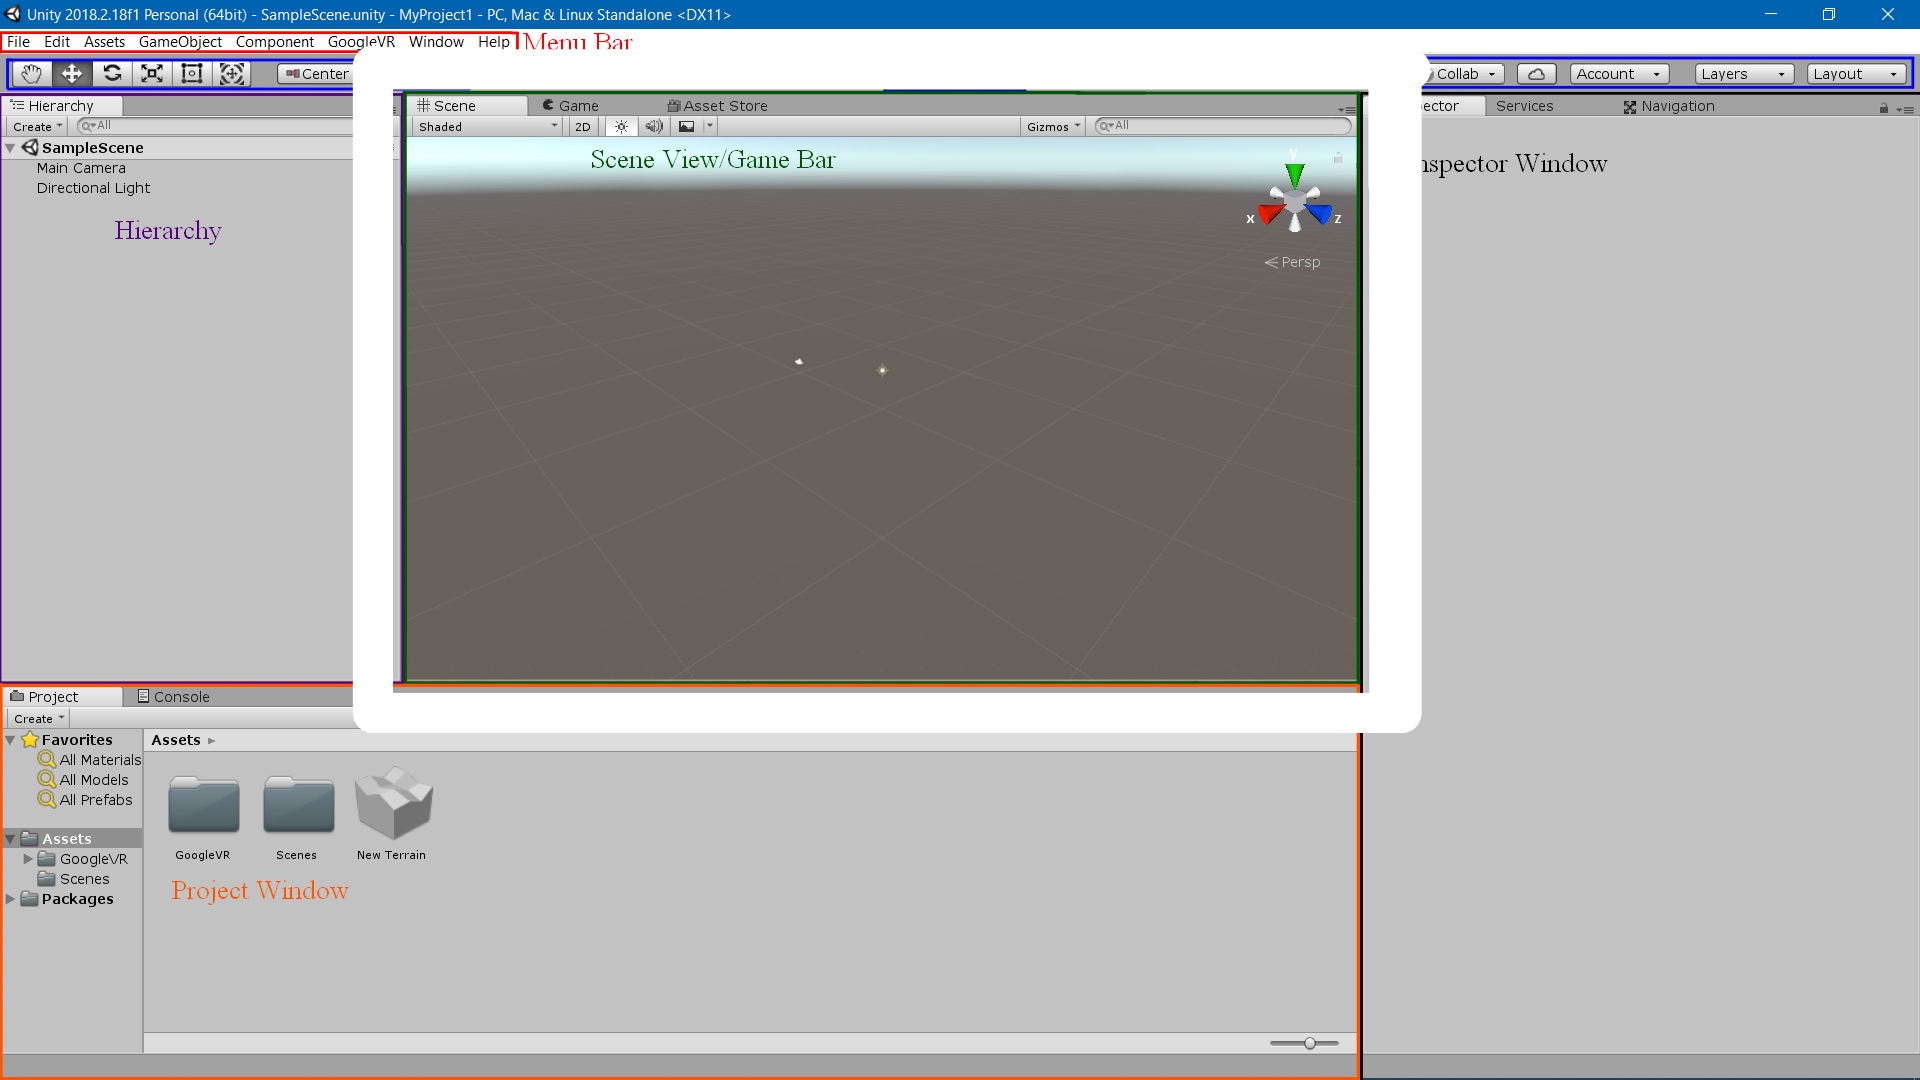 Unity 2018.2.18f1 Personal (64bit) - SampleScene.unity - MyProject1 - PC, Mac & Linux Standalone <DX11>
File Edit Assets GameObject Component GoogleVR Window Help Menu Bar
Center Collab Account Layers Layout
Hierarchy
Create All
SampleScene
Main Camera
Directional Light
Hierarchy
Scene Game Asset Store
Shaded 2D Gizmos All
Scene View/Game Bar
y
x z
Persp
Services Navigation
Window
Project Console
Create
Favorites
All Materials
All Models
All Prefabs
Assets
GoogleVR
Scenes
Packages
Assets
GoogleVR Scenes New Terrain
Project Window